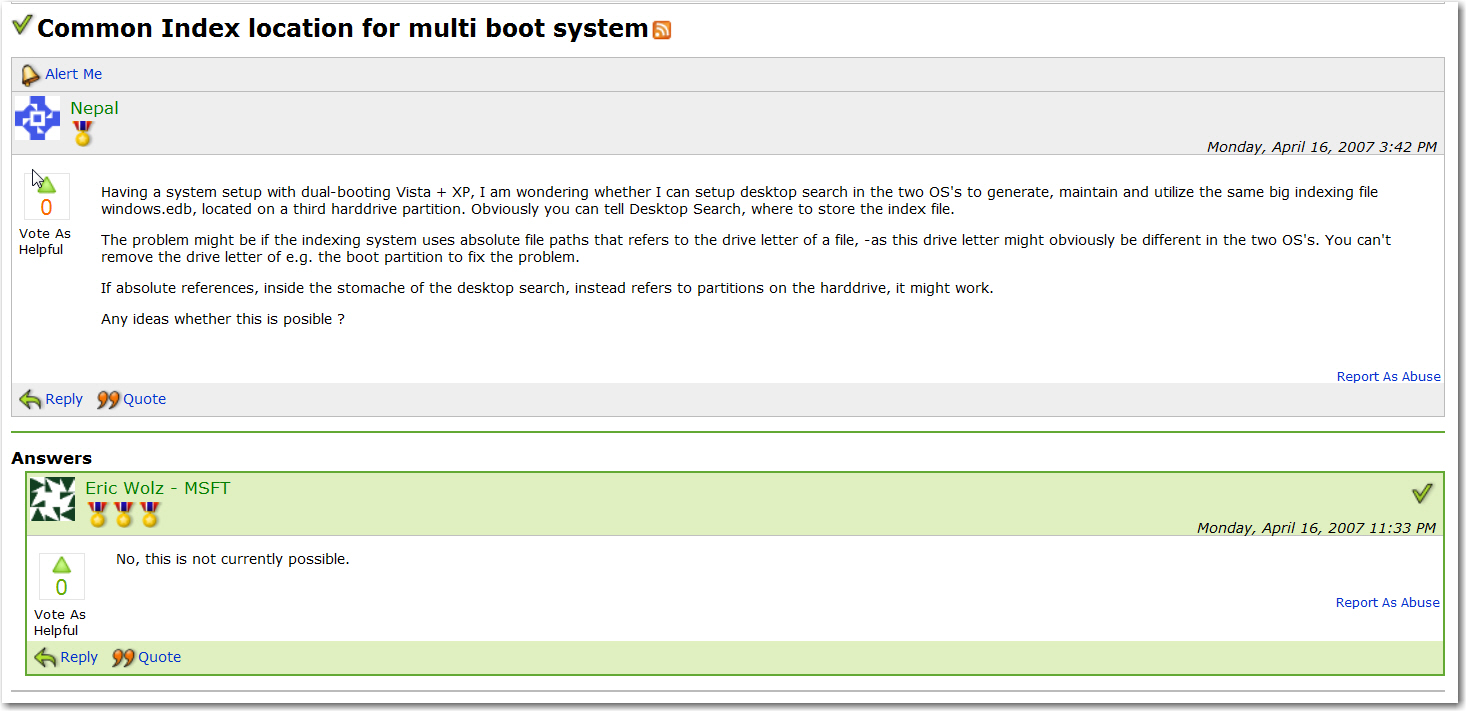 Common Index location for multi boot system
Alert Me
Nepal
Monday, April 16, 2007 3:42 PM
0
Vote As
Helpful
Having a system setup with dual-booting Vista + XP, I am wondering whether I can setup desktop search in the two OS's to generate, maintain and utilize the same big indexing file
windows.edb, located on a third harddrive partition. Obviously you can tell Desktop Search, where to store the index file.
The problem might be if the indexing system uses absolute file paths that refers to the drive letter of a file, -as this drive letter might obviously be different in the two OS's. You can't
remove the drive letter of e.g. the boot partition to fix the problem.
If absolute references, inside the stomache of the desktop search, instead refers to partitions on the harddrive, it might work.
Any ideas whether this is posible ?
Report As Abuse
Reply Quote
Answers
Eric Wolz - MSFT
Monday, April 16, 2007 11:33 PM
0
Vote As
Helpful
No, this is not currently possible.
Report As Abuse
Reply Quote